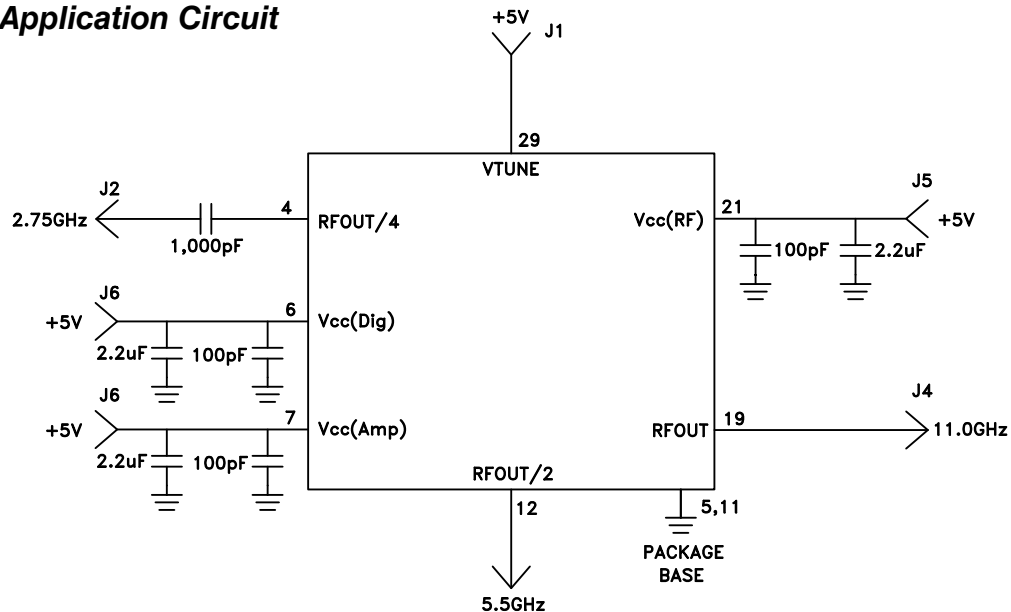 Application Circuit
+5V
J1
29
VTUNE
J2
2.75GHz
1,000pF
4
RFOUT/4
Vcc(RF)
21
J5
+5V
100pF
2.2uF
J6
+5V
6
Vcc(Dig)
2.2uF
100pF
J6
+5V
7
Vcc(Amp)
2.2uF
100pF
RFOUT
19
J4
11.0GHz
RFOUT/2
12
5.5GHz
5,11
PACKAGE
BASE